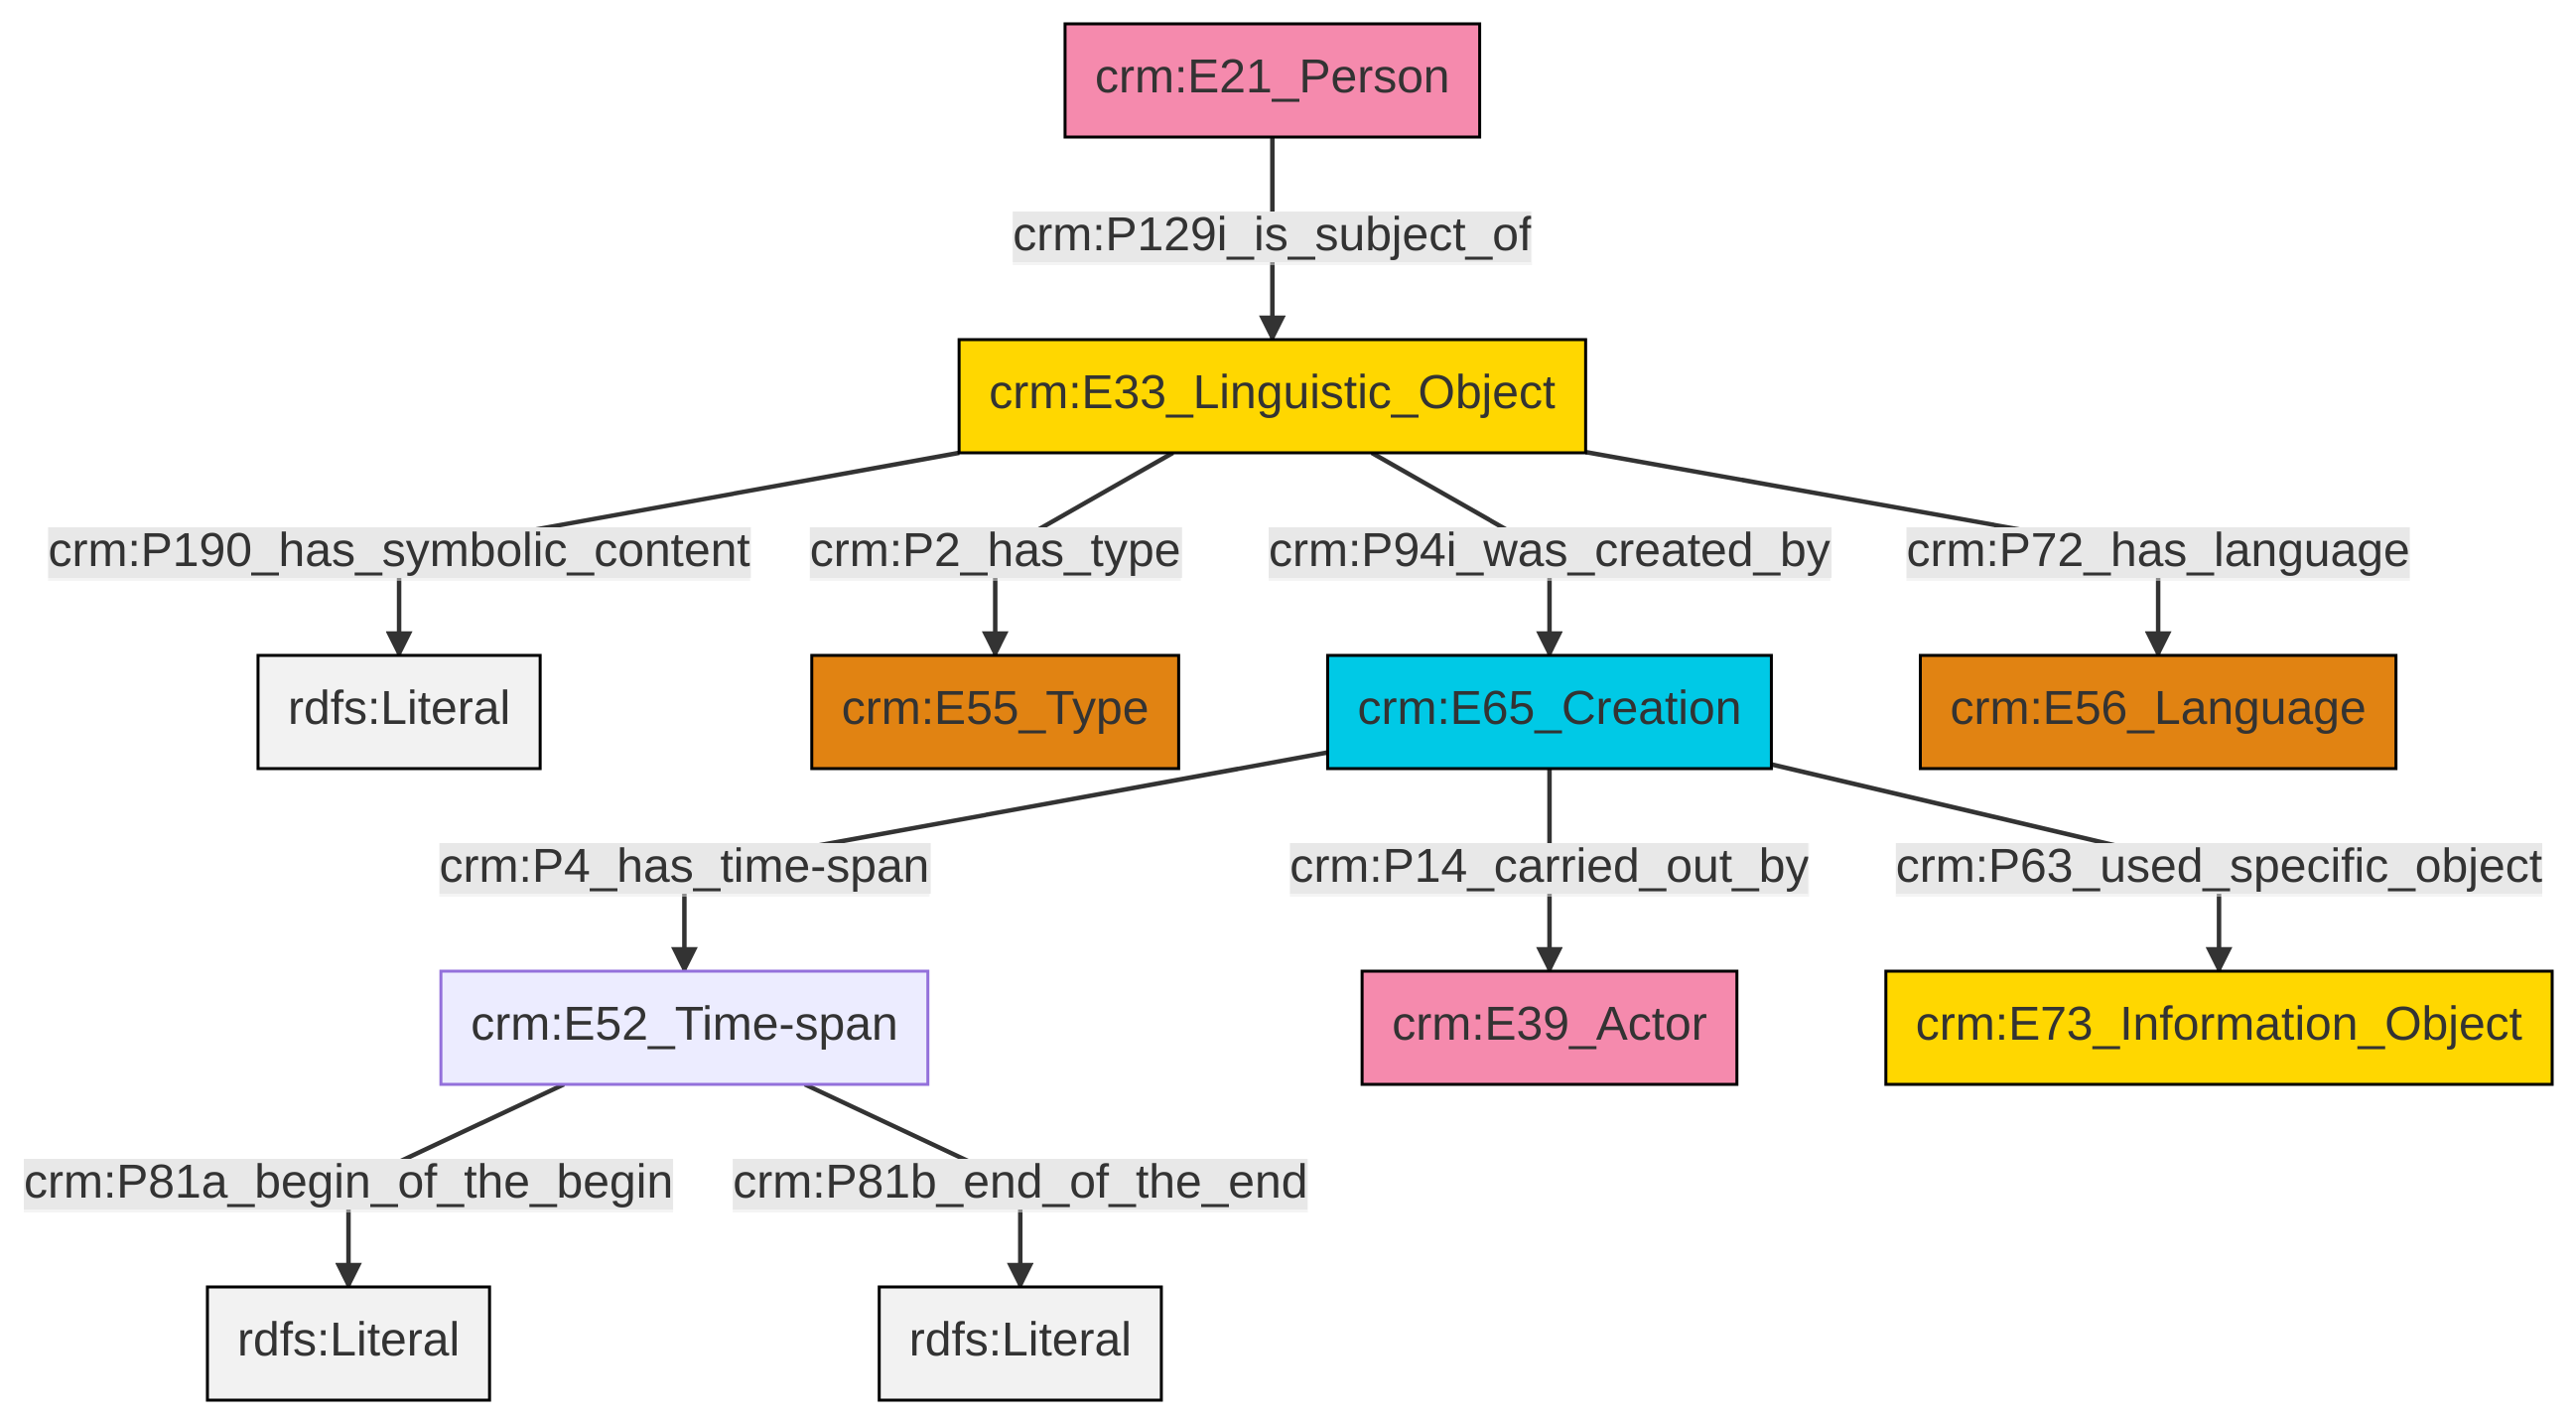 crm:E21_Person
crm:P129i_is_subject_of
crm:E33_Linguistic_Object
crm:P190_has_symbolic_content
crm:P2_has_type
crm:P94i_was_created_by
crm:P72_has_language
rdfs:Literal
crm:E55_Type
crm:E65_Creation
crm:E56_Language
crm:P4_has_time-span
crm:P14_carried_out_by
crm:P63_used_specific_object
crm:E52_Time-span
crm:E39_Actor
crm:E73_Information_Object
crm:P81a_begin_of_the_begin
crm:P81b_end_of_the_end
rdfs:Literal
rdfs:Literal